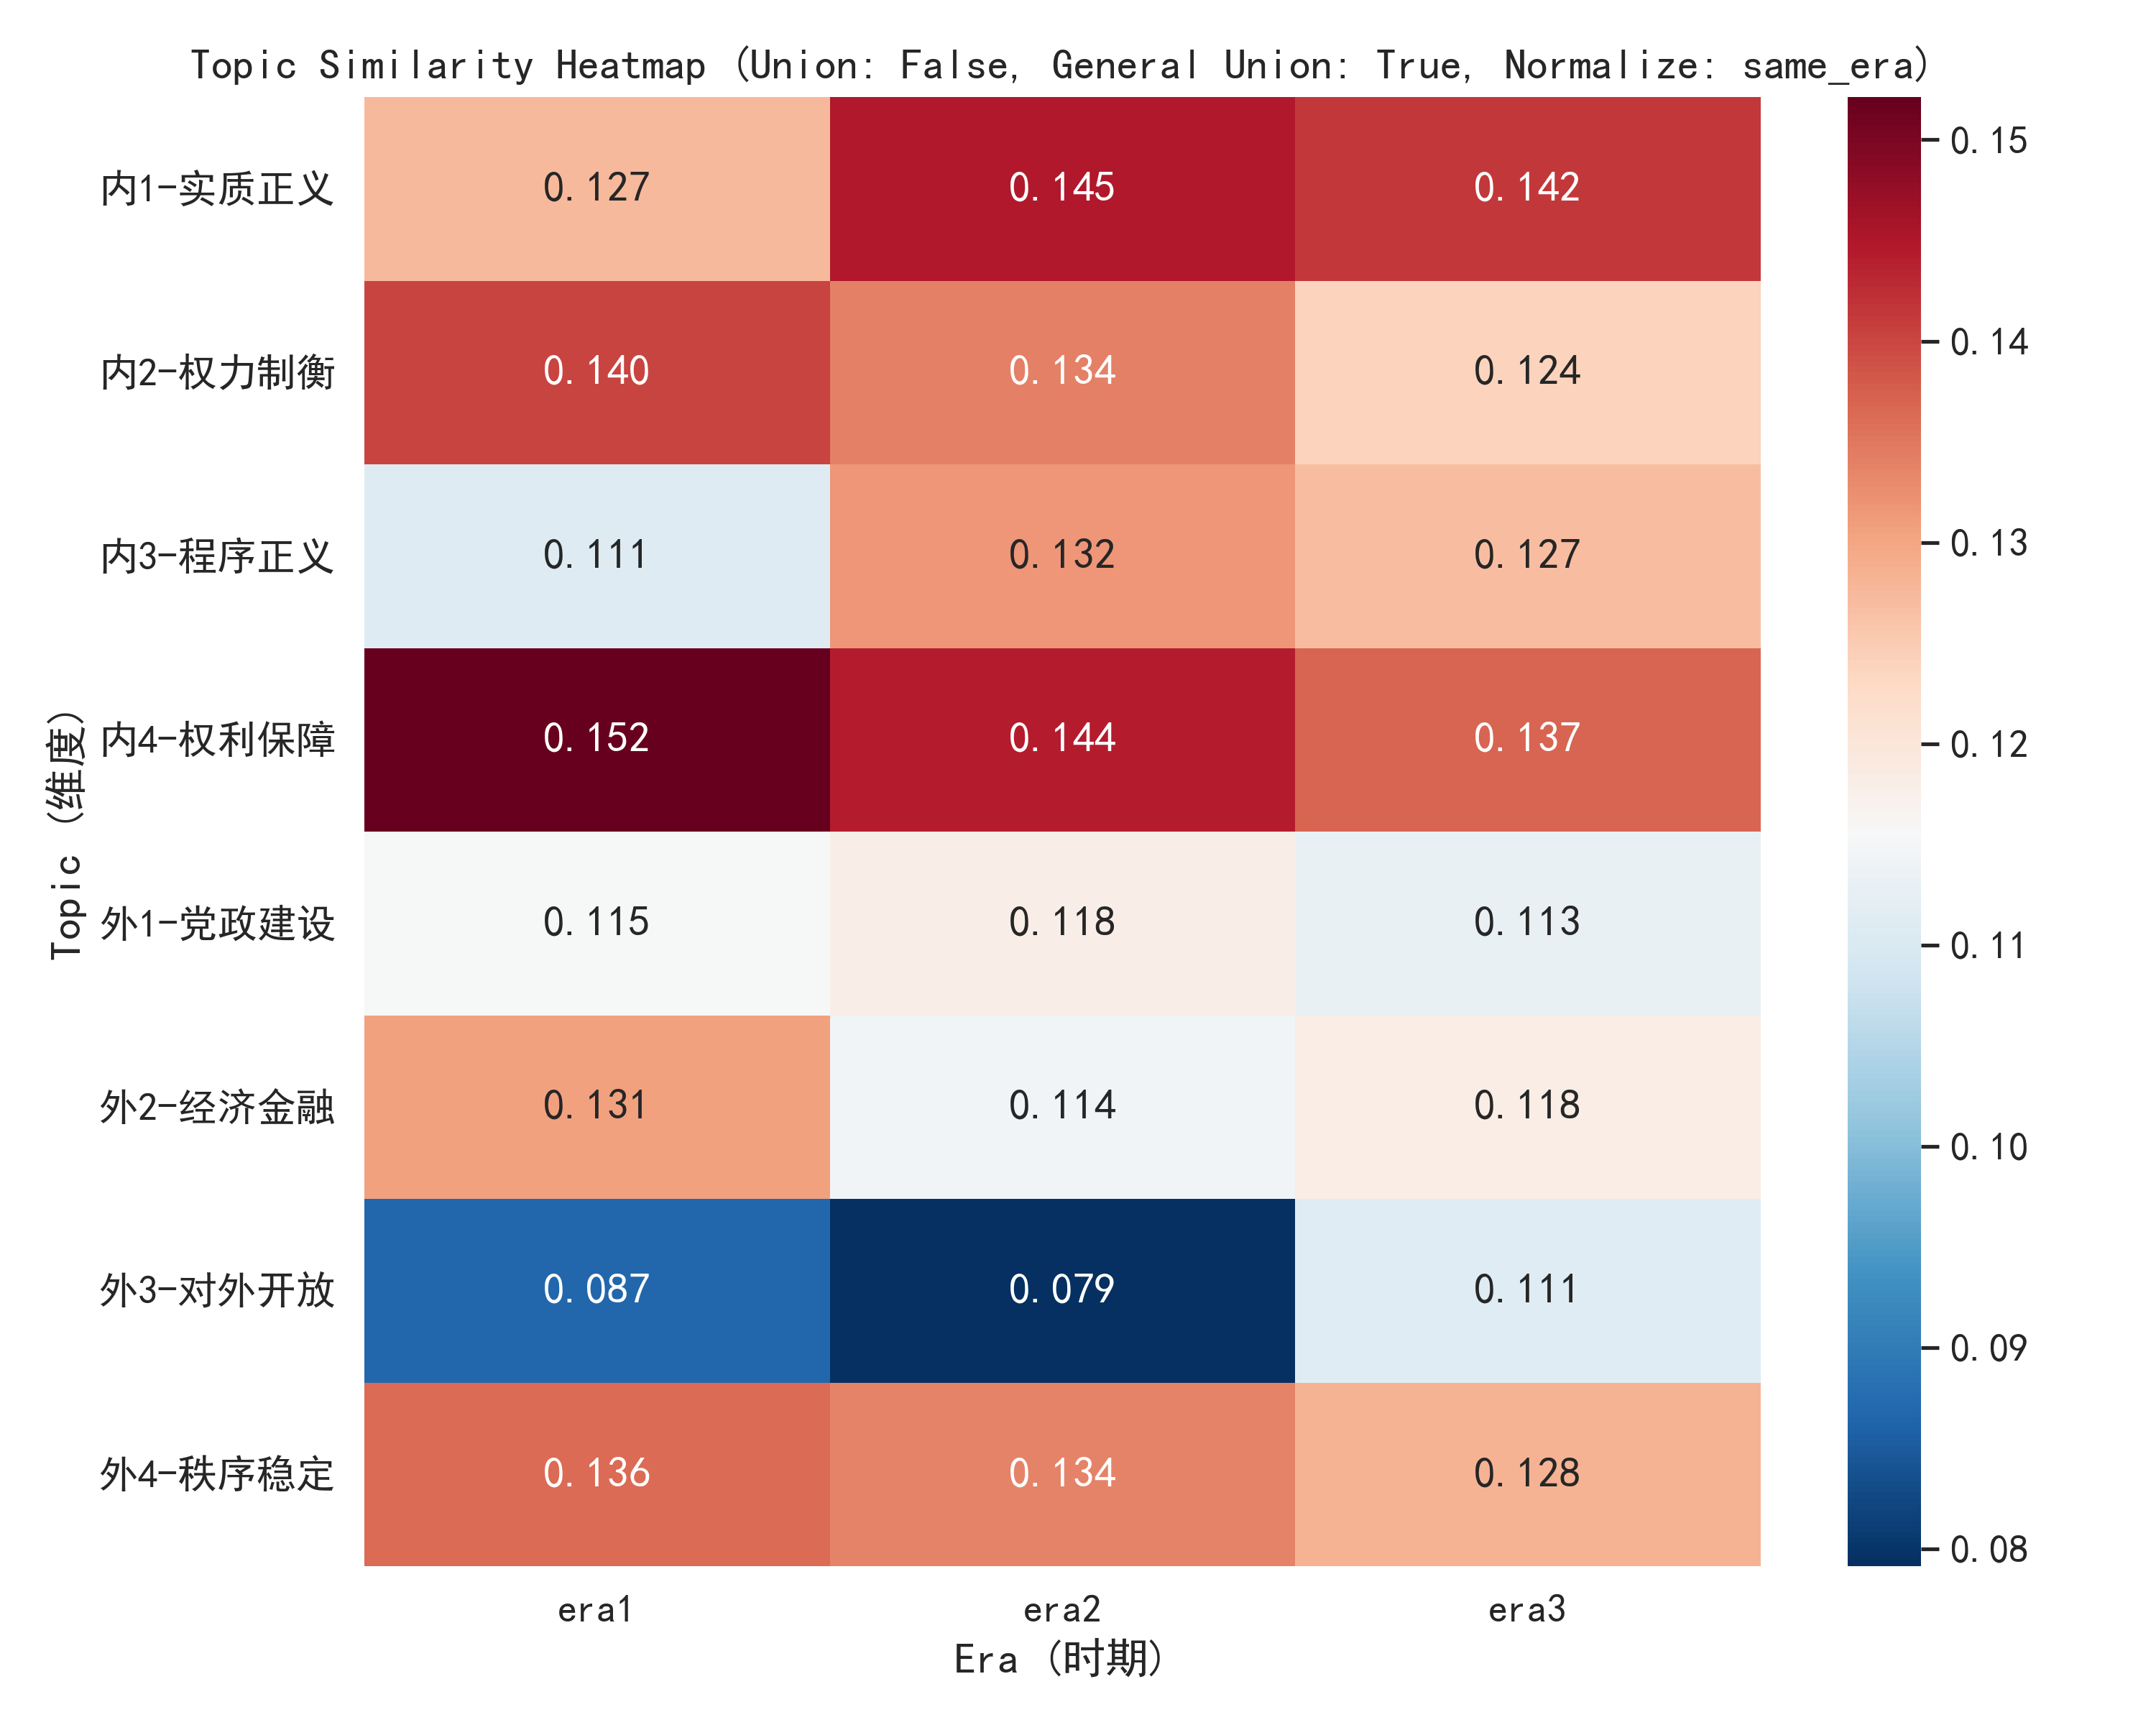 Topic Similarity Heatmap (Union: False, General Union: True, Normalize: same_era)
内1-实质正义 0.127 0.145 0.142
内2-权力制衡 0.140 0.134 0.124
内3-程序正义 0.111 0.132 0.127
内4-权利保障 0.152 0.144 0.137
外1-党政建设 0.115 0.118 0.113
外2-经济金融 0.131 0.114 0.118
外3-对外开放 0.087 0.079 0.111
外4-秩序稳定 0.136 0.134 0.128
era1 era2 era3
Era (时期)
Topic (维度)
0.15
0.14
0.13
0.12
0.11
0.10
0.09
0.08